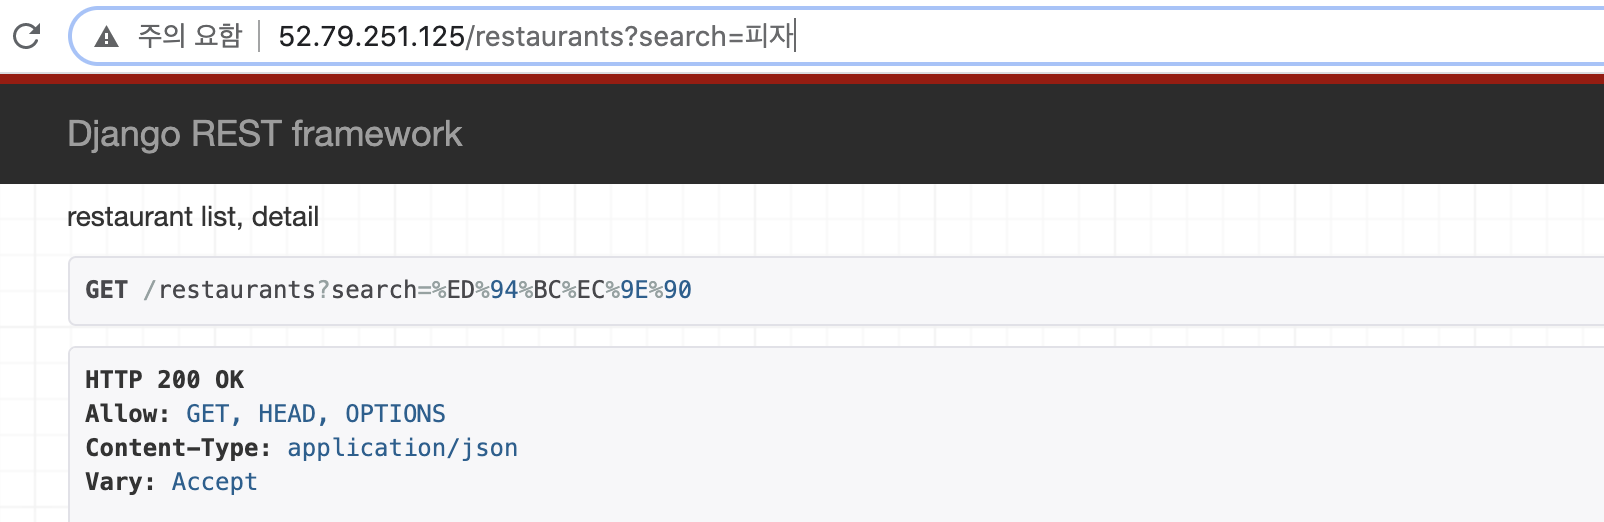 주의 요함 52.79.251.125/restaurants?search=피자
Django REST framework
restaurant list, detail
GET /restaurants?search=%ED%94%BC%EC%9E%90
HTTP 200 OK
Allow: GET, HEAD, OPTIONS
Content-Type: application/json
Vary: Accept